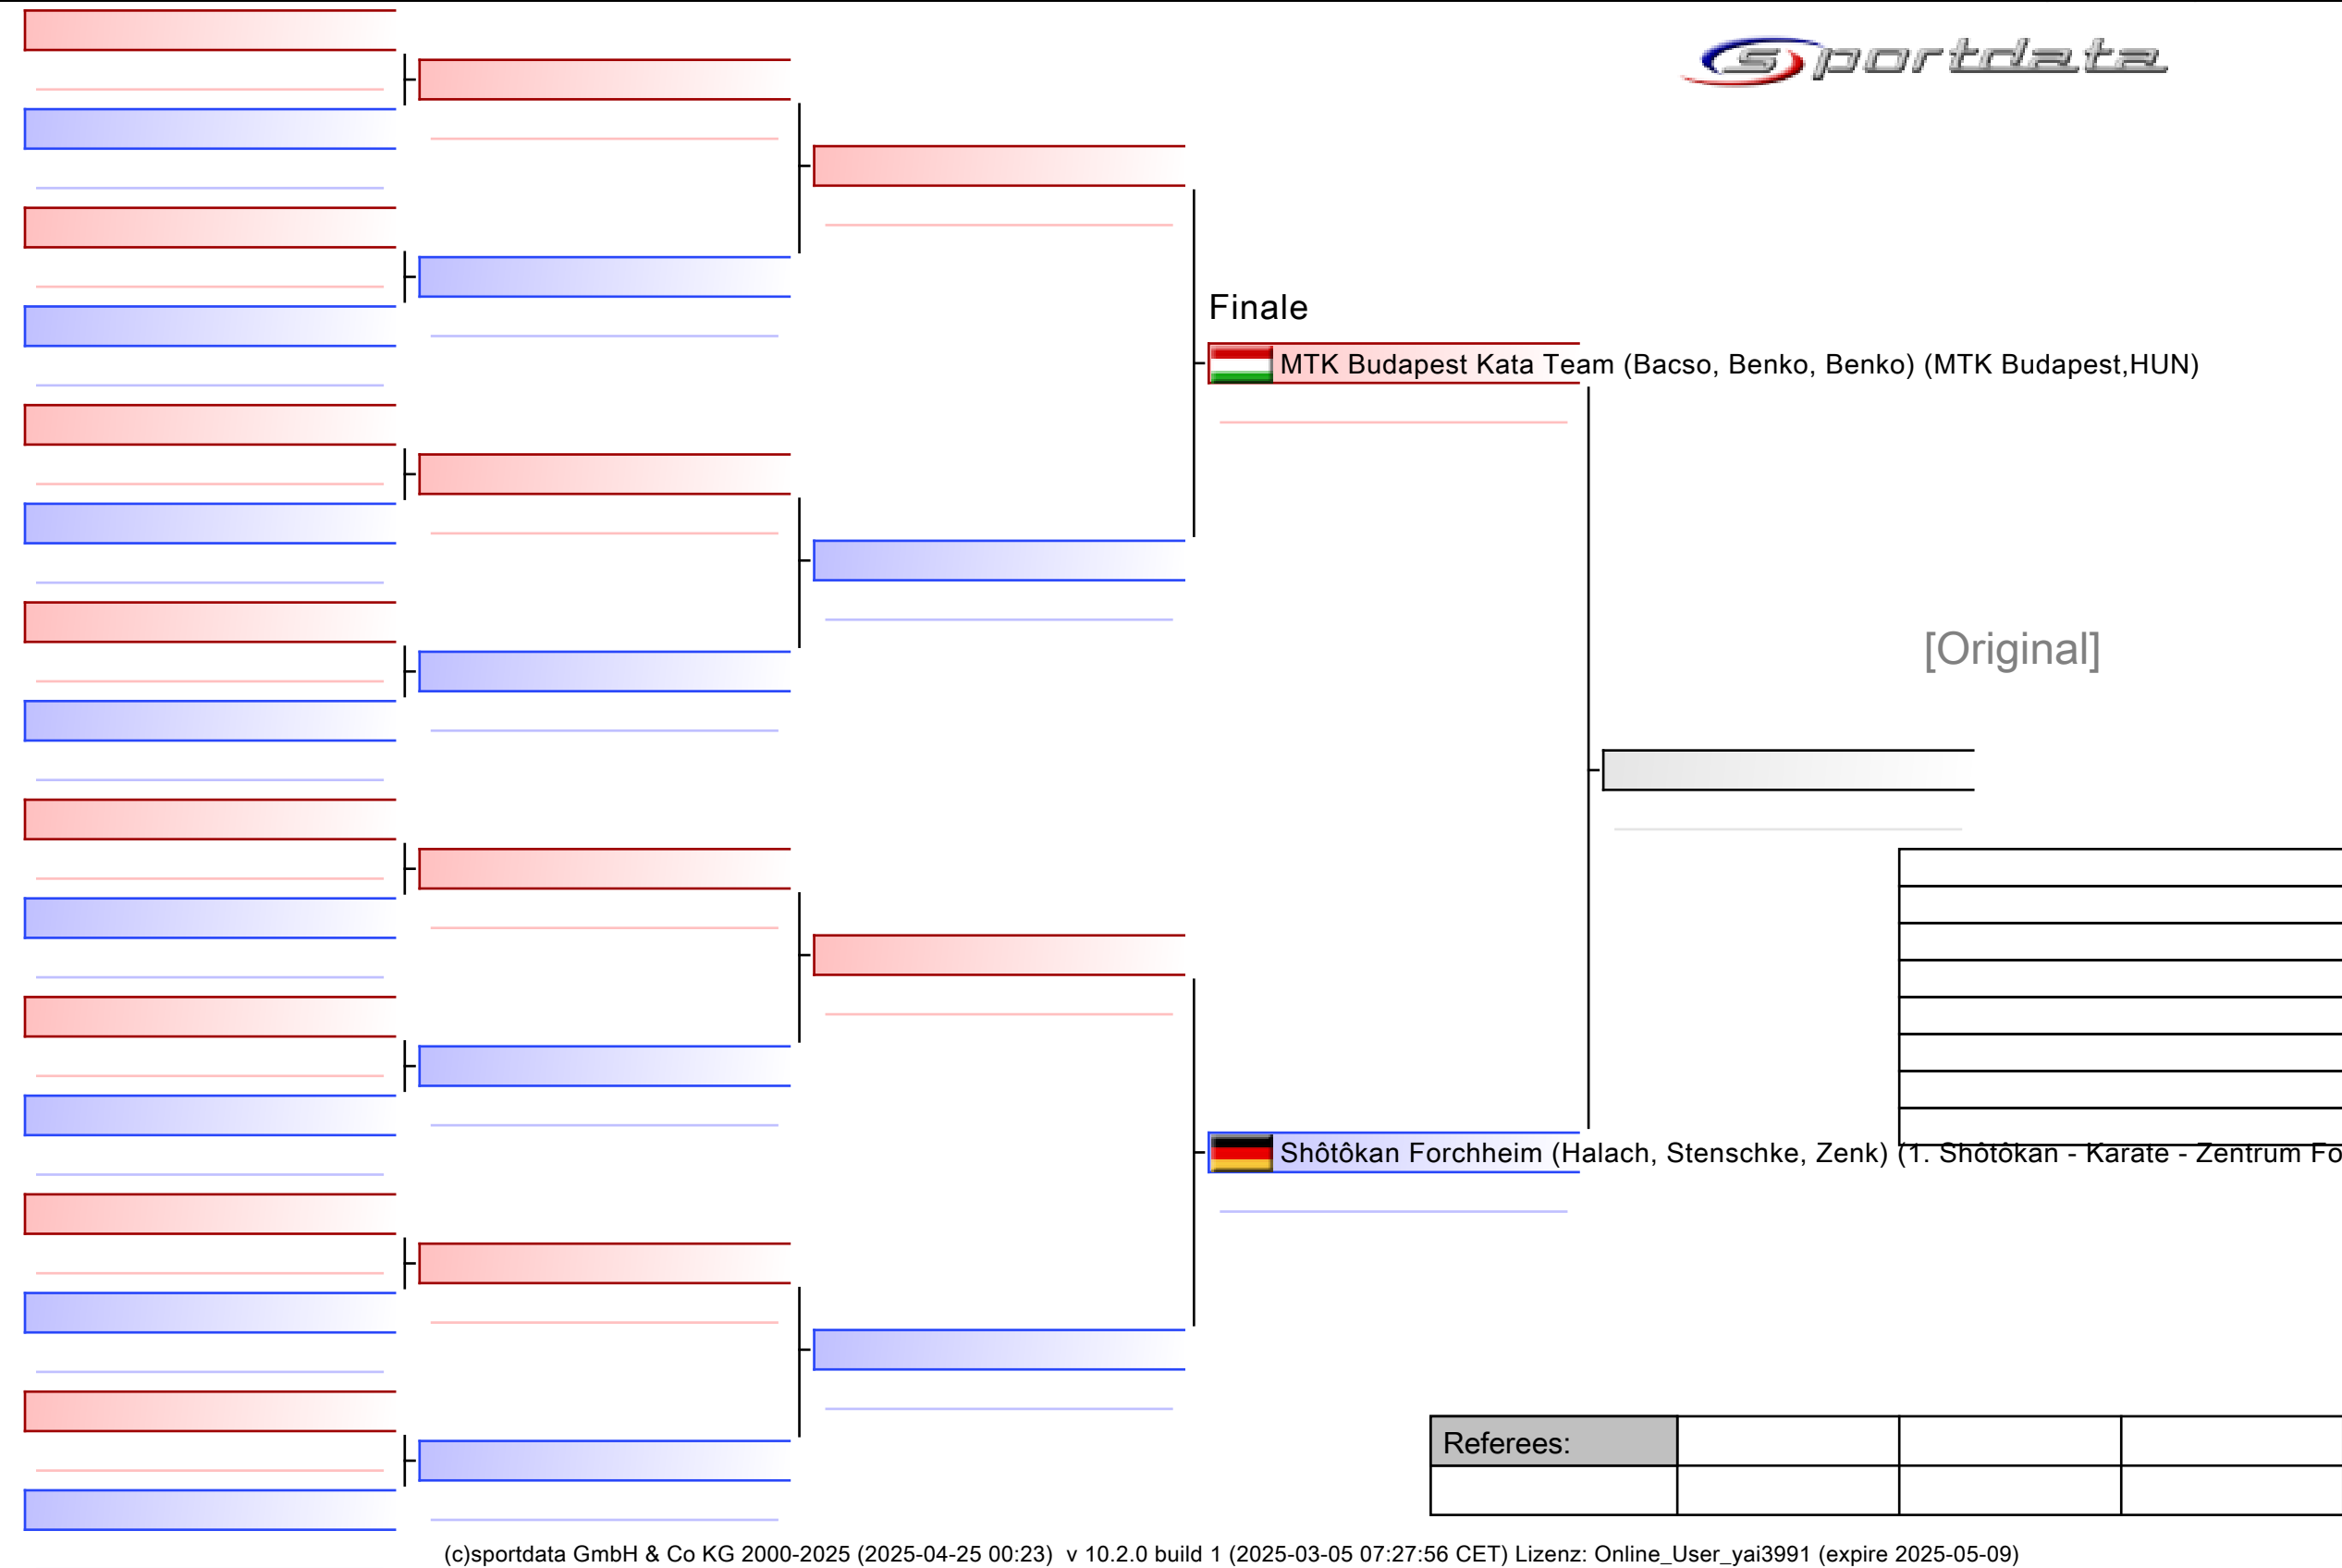 sportdata
Finale
MTK Budapest Kata Team (Bacso, Benko, Benko) (MTK Budapest,HUN)
[Original]
Shôtôkan Forchheim (Halach, Stenschke, Zenk) (1. Shôtôkan - Karate - Zentrum Fo
Referees:
(c)sportdata GmbH & Co KG 2000-2025 (2025-04-25 00:23) v 10.2.0 build 1 (2025-03-05 07:27:56 CET) Lizenz: Online_User_yai3991 (expire 2025-05-09)